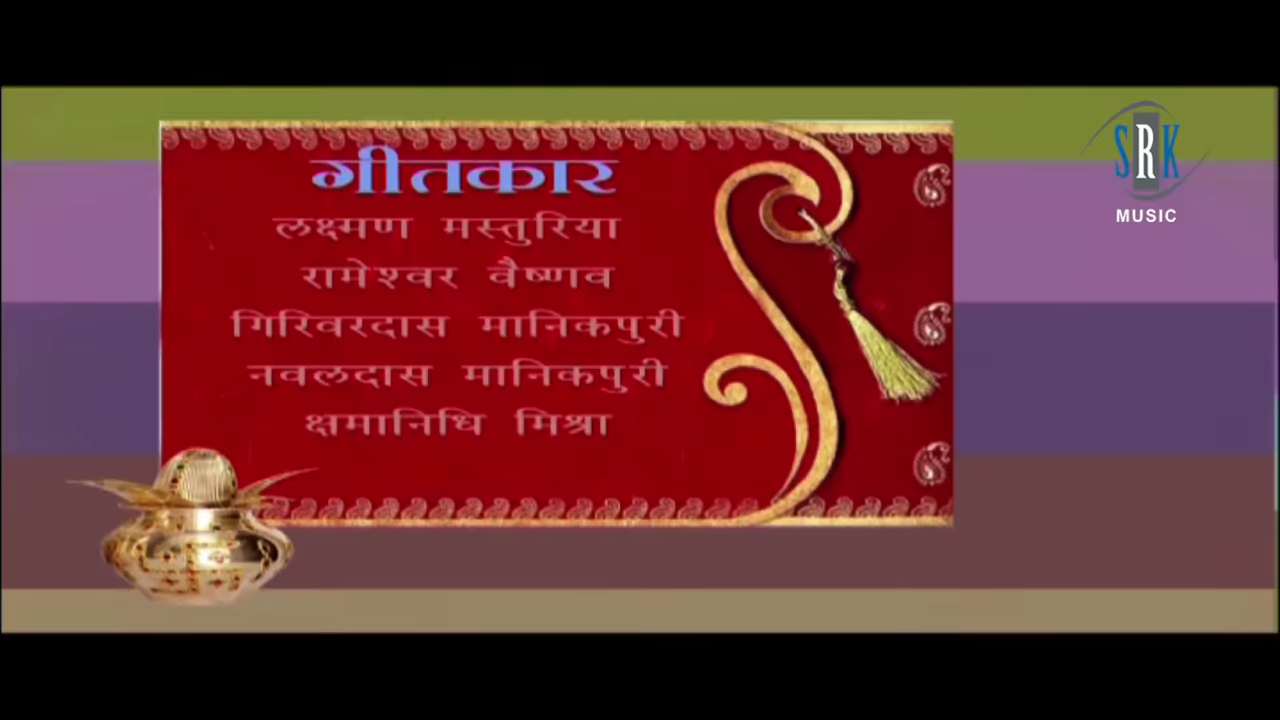 गीतकार
लक्ष्मण मस्तुरिया
रामेश्वर वैष्णव
गिरिवरदास मानिकपुरी
नवलदास मानिकपुरी
क्षमानिधि मिश्रा
SRK
MUSIC